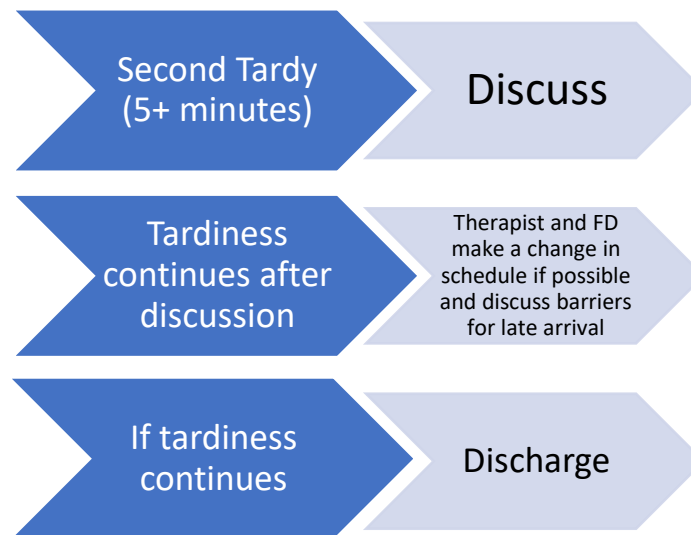 Second Tardy
(5+ minutes)
Discuss
Tardiness
continues after
discussion
Therapist and FD
make a change in
schedule if possible
and discuss barriers
for late arrival
If tardiness
continues
Discharge